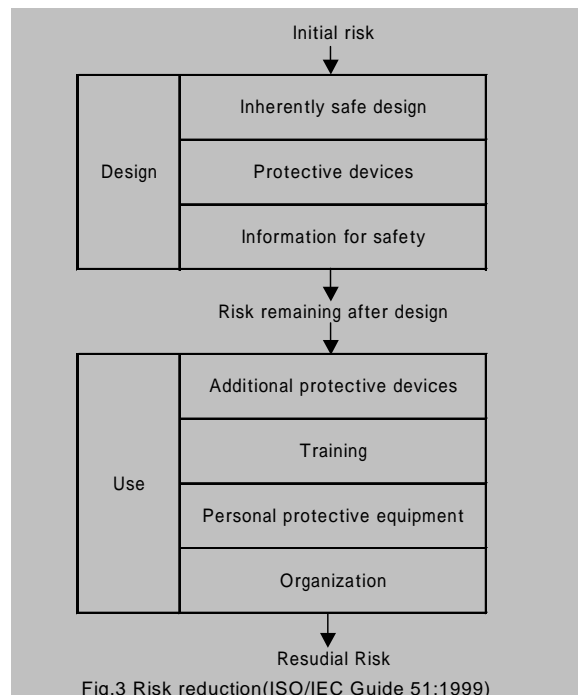 Initial risk
Inherently safe design
Design
Protective devices
Information for safety
Risk remaining after design
Additional protective devices
Training
Use
Personal protective equipment
Organization
Resudial Risk
Fig.3 Risk reduction(ISO/IEC Guide 51:1999)